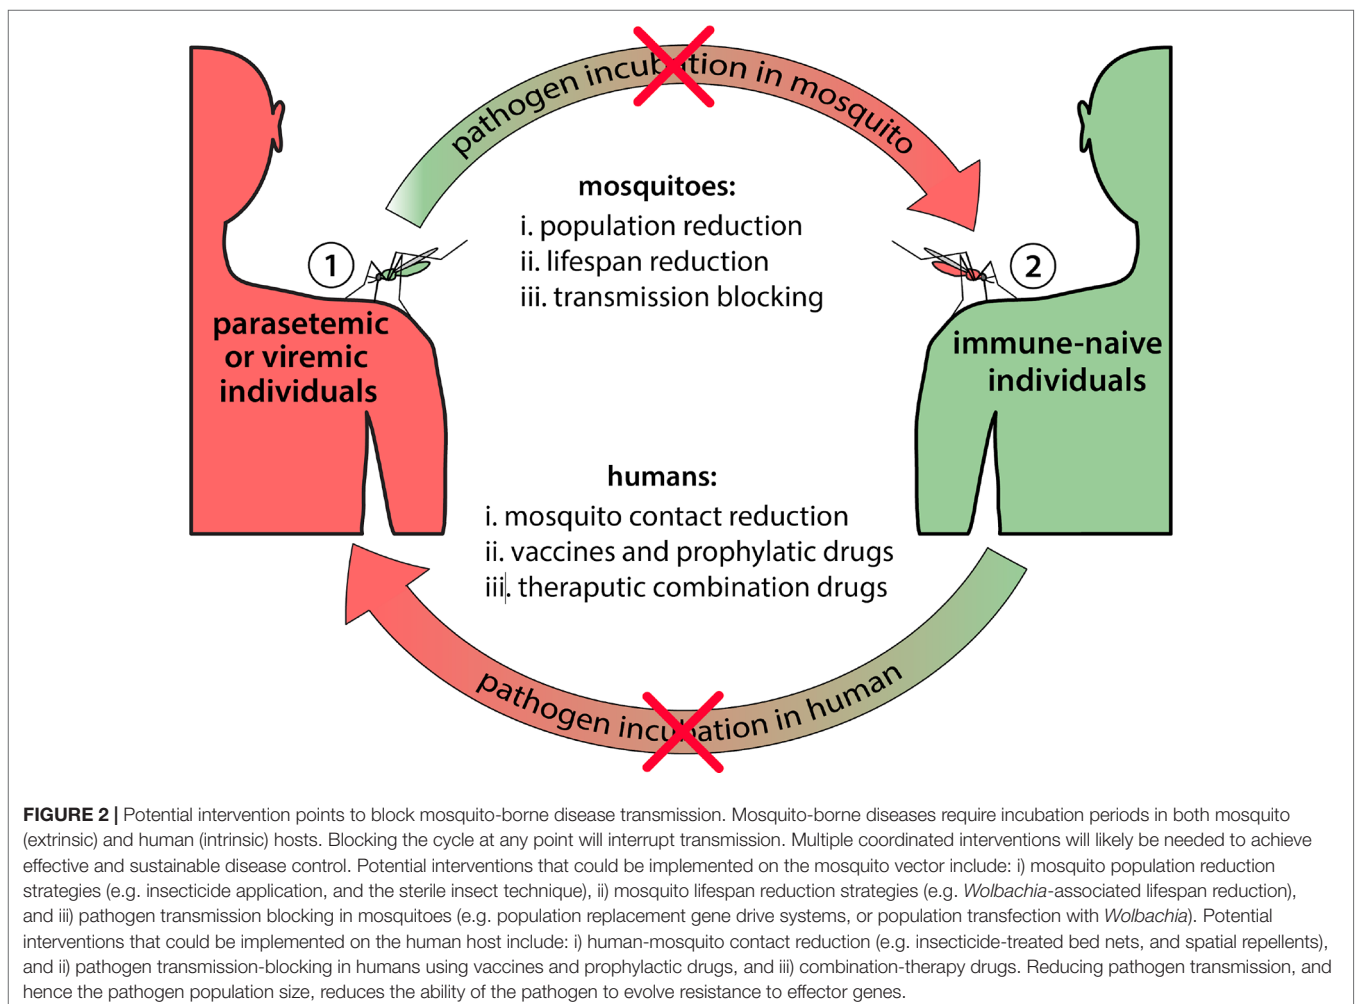 pathogen incubation in mosquito
mosquitoes:
i. population reduction
ii. lifespan reduction
iii. transmission blocking
1
2
parasetemic
or viremic
individuals
immune-naive
individuals
humans:
i. mosquito contact reduction
ii. vaccines and prophylatic drugs
iii. theraputic combination drugs
pathogen incubation in human
FIGURE 2 | Potential intervention points to block mosquito-borne disease transmission. Mosquito-borne diseases require incubation periods in both mosquito
(extrinsic) and human (intrinsic) hosts. Blocking the cycle at any point will interrupt transmission. Multiple coordinated interventions will likely be needed to achieve
effective and sustainable disease control. Potential interventions that could be implemented on the mosquito vector include: i) mosquito population reduction
strategies (e.g. insecticide application, and the sterile insect technique), ii) mosquito lifespan reduction strategies (e.g. Wolbachia-associated lifespan reduction),
and iii) pathogen transmission blocking in mosquitoes (e.g. population replacement gene drive systems, or population transfection with Wolbachia). Potential
interventions that could be implemented on the human host include: i) human-mosquito contact reduction (e.g. insecticide-treated bed nets, and spatial repellents),
and ii) pathogen transmission-blocking in humans using vaccines and prophylactic drugs, and iii) combination-therapy drugs. Reducing pathogen transmission, and
hence the pathogen population size, reduces the ability of the pathogen to evolve resistance to effector genes.